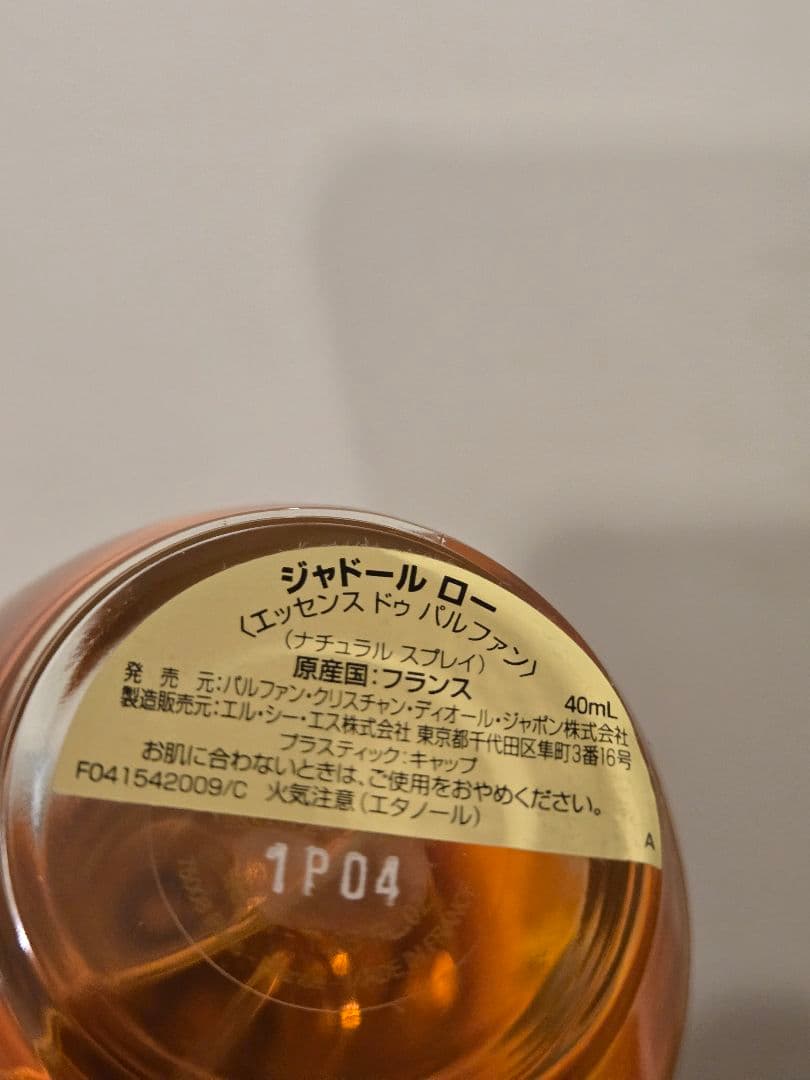 ジャドール ロー
〈エッセンス ドゥ パルファン〉
(ナチュラル スプレイ)
原産国:フランス
40mL
発 売 元:パルファン・クリスチャン・ディオール・ジャポン株式会社
製造販売元:エル・シー・エス株式会社 東京都千代田区隼町3番16号
プラスティック:キャップ
お肌に合わないときは、ご使用をおやめください。
F041542009/C 火気注意(エタノール)
A
1P04
MADE IN FRANCE